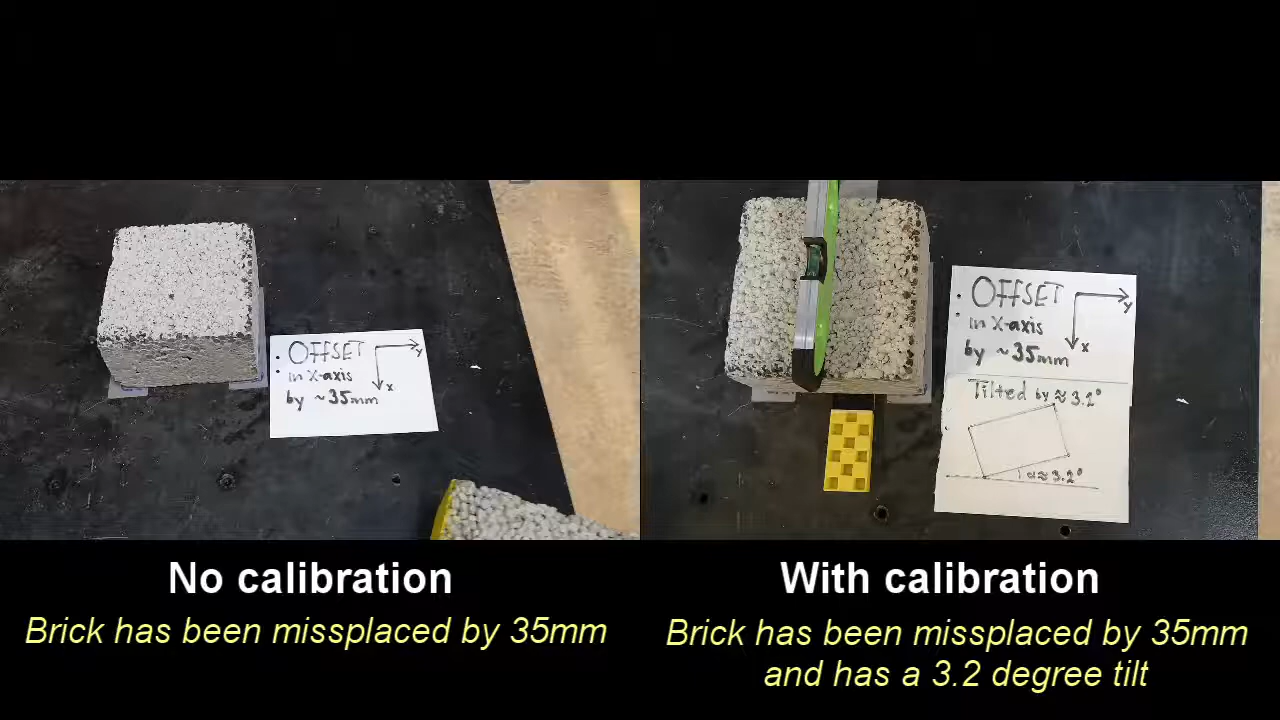 OFFSET
y
in X-axis
x
by ~35mm
OFFSET
y
in X-axis
x
by ~35mm
Tilted by ≈ 3.2°
α≈3.2°
No calibration
Brick has been missplaced by 35mm
With calibration
Brick has been missplaced by 35mm
and has a 3.2 degree tilt